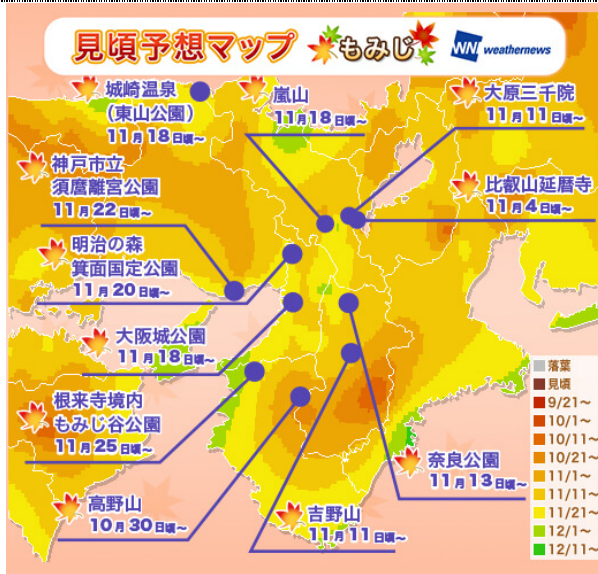 見頃予想マップ もみじ WN weathernews
城崎温泉
(東山公園)
11月18日頃~
嵐山
11月18日頃~
大原三千院
11月11日頃~
神戸市立
須磨離宮公園
11月22日頃~
比叡山延暦寺
11月4日頃~
明治の森
箕面国定公園
11月20日頃~
大阪城公園
11月18日頃~
根来寺境内
もみじ谷公園
11月25日頃~
高野山
10月30日頃~
吉野山
11月11日頃~
奈良公園
11月13日頃~
落葉
見頃
9/21~
10/1~
10/11~
10/21~
11/1~
11/11~
11/21~
12/1~
12/11~